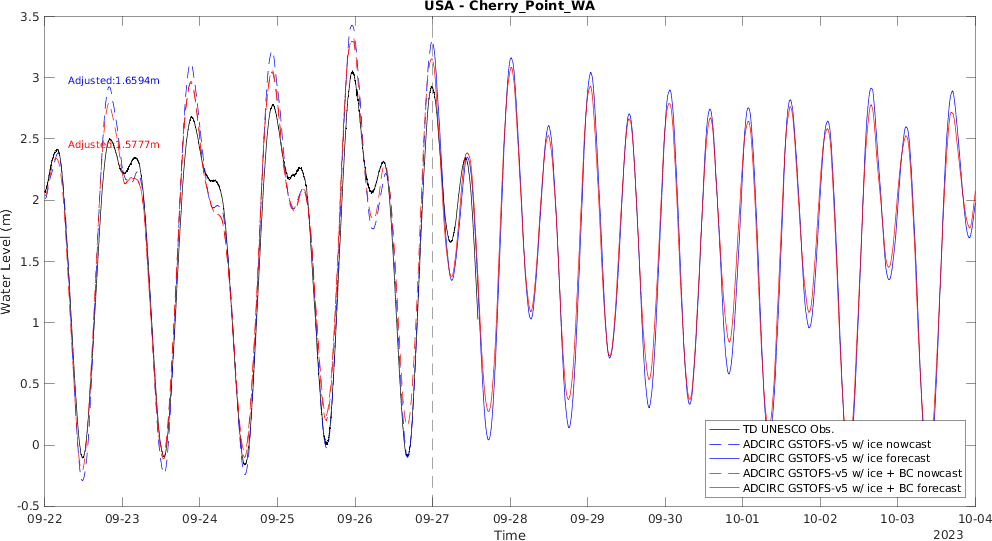 USA - Cherry_Point_WA
3.5
3
2.5
2
1.5
1
0.5
0
-0.5
Water Level (m)
Adjusted:1.6594m
Adjusted:1.5777m
TD UNESCO Obs.
ADCIRC GSTOFS-v5 w/ ice nowcast
ADCIRC GSTOFS-v5 w/ ice forecast
ADCIRC GSTOFS-v5 w/ ice + BC nowcast
ADCIRC GSTOFS-v5 w/ ice + BC forecast
09-22 09-23 09-24 09-25 09-26 09-27 09-28 09-29 09-30 10-01 10-02 10-03 10-04
Time
2023